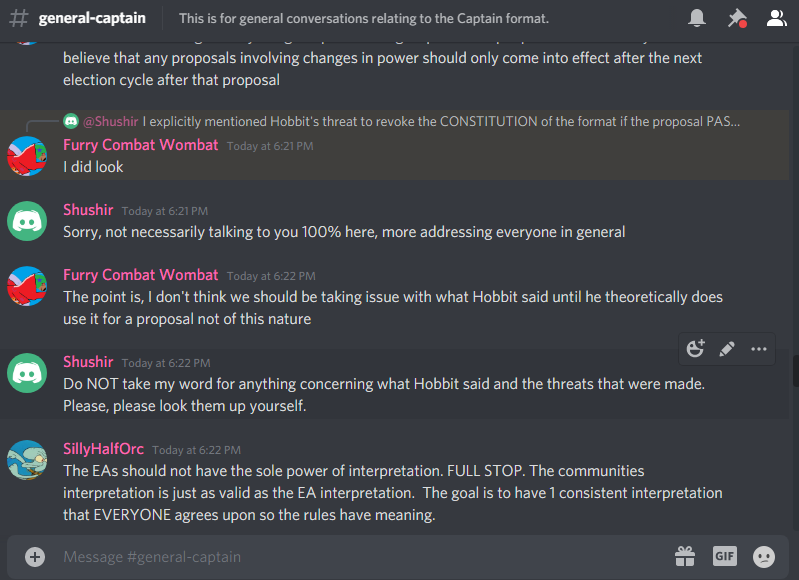 # general-captain This is for general conversations relating to the Captain format.
believe that any proposals involving changes in power should only come into effect after the next
election cycle after that proposal
@Shushir I explicitly mentioned Hobbit's threat to revoke the CONSTITUTION of the format if the proposal PAS...
Furry Combat Wombat Today at 6:21 PM
I did look
Shushir Today at 6:21 PM
Sorry, not necessarily talking to you 100% here, more addressing everyone in general
Furry Combat Wombat Today at 6:22 PM
The point is, I don't think we should be taking issue with what Hobbit said until he theoretically does
use it for a proposal not of this nature
Shushir Today at 6:22 PM
Do NOT take my word for anything concerning what Hobbit said and the threats that were made.
Please, please look them up yourself.
SillyHalfOrc Today at 6:22 PM
The EAs should not have the sole power of interpretation. FULL STOP. The communities
interpretation is just as valid as the EA interpretation. The goal is to have 1 consistent interpretation
that EVERYONE agrees upon so the rules have meaning.
Message #general-captain
GIF